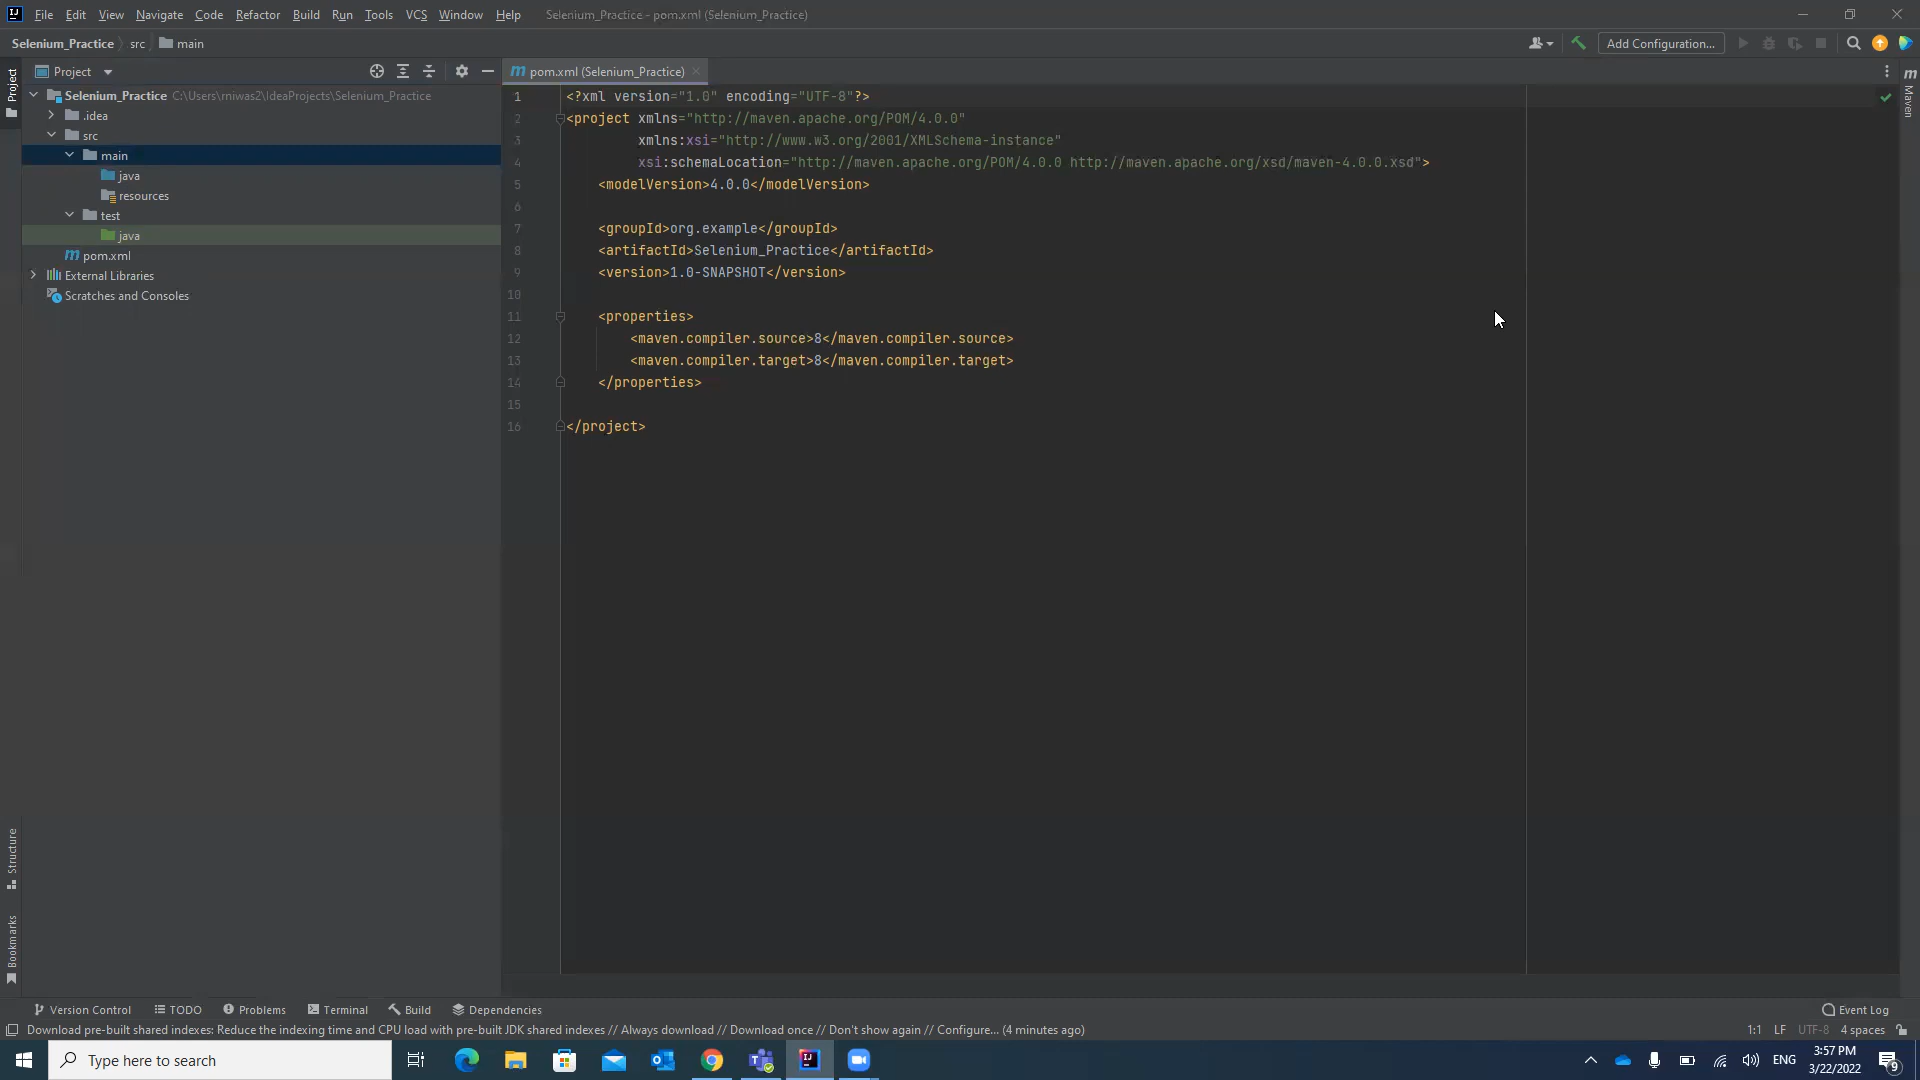 File Edit View Navigate Code Refactor Build Run Tools VCS Window Help Selenium_Practice - pom.xml (Selenium_Practice)
Selenium_Practice src main Add Configuration...
Project pom.xml (Selenium_Practice)
Project
Maven
Selenium_Practice C:\Users\miwas2\IdeaProjects\Selenium_Practice
.idea
src
main
java
resources
test
java
pom.xml
External Libraries
Scratches and Consoles
1 <?xml version="1.0" encoding="UTF-8"?>
2 <project xmlns="http://maven.apache.org/POM/4.0.0"
3 xmlns:xsi="http://www.w3.org/2001/XMLSchema-instance"
4 xsi:schemaLocation="http://maven.apache.org/POM/4.0.0 http://maven.apache.org/xsd/maven-4.0.0.xsd">
5 <modelVersion>4.0.0</modelVersion>
6
7 <groupId>org.example</groupId>
8 <artifactId>Selenium_Practice</artifactId>
9 <version>1.0-SNAPSHOT</version>
10
11 <properties>
12 <maven.compiler.source>8</maven.compiler.source>
13 <maven.compiler.target>8</maven.compiler.target>
14 </properties>
15
16 </project>
Structure
Bookmarks
Version Control TODO Problems Terminal Build Dependencies Event Log
Download pre-built shared indexes: Reduce the indexing time and CPU load with pre-built JDK shared indexes // Always download // Download once // Don't show again // Configure... (4 minutes ago) 1:1 LF UTF-8 4 spaces
Type here to search ENG 3:57 PM
3/22/2022 9